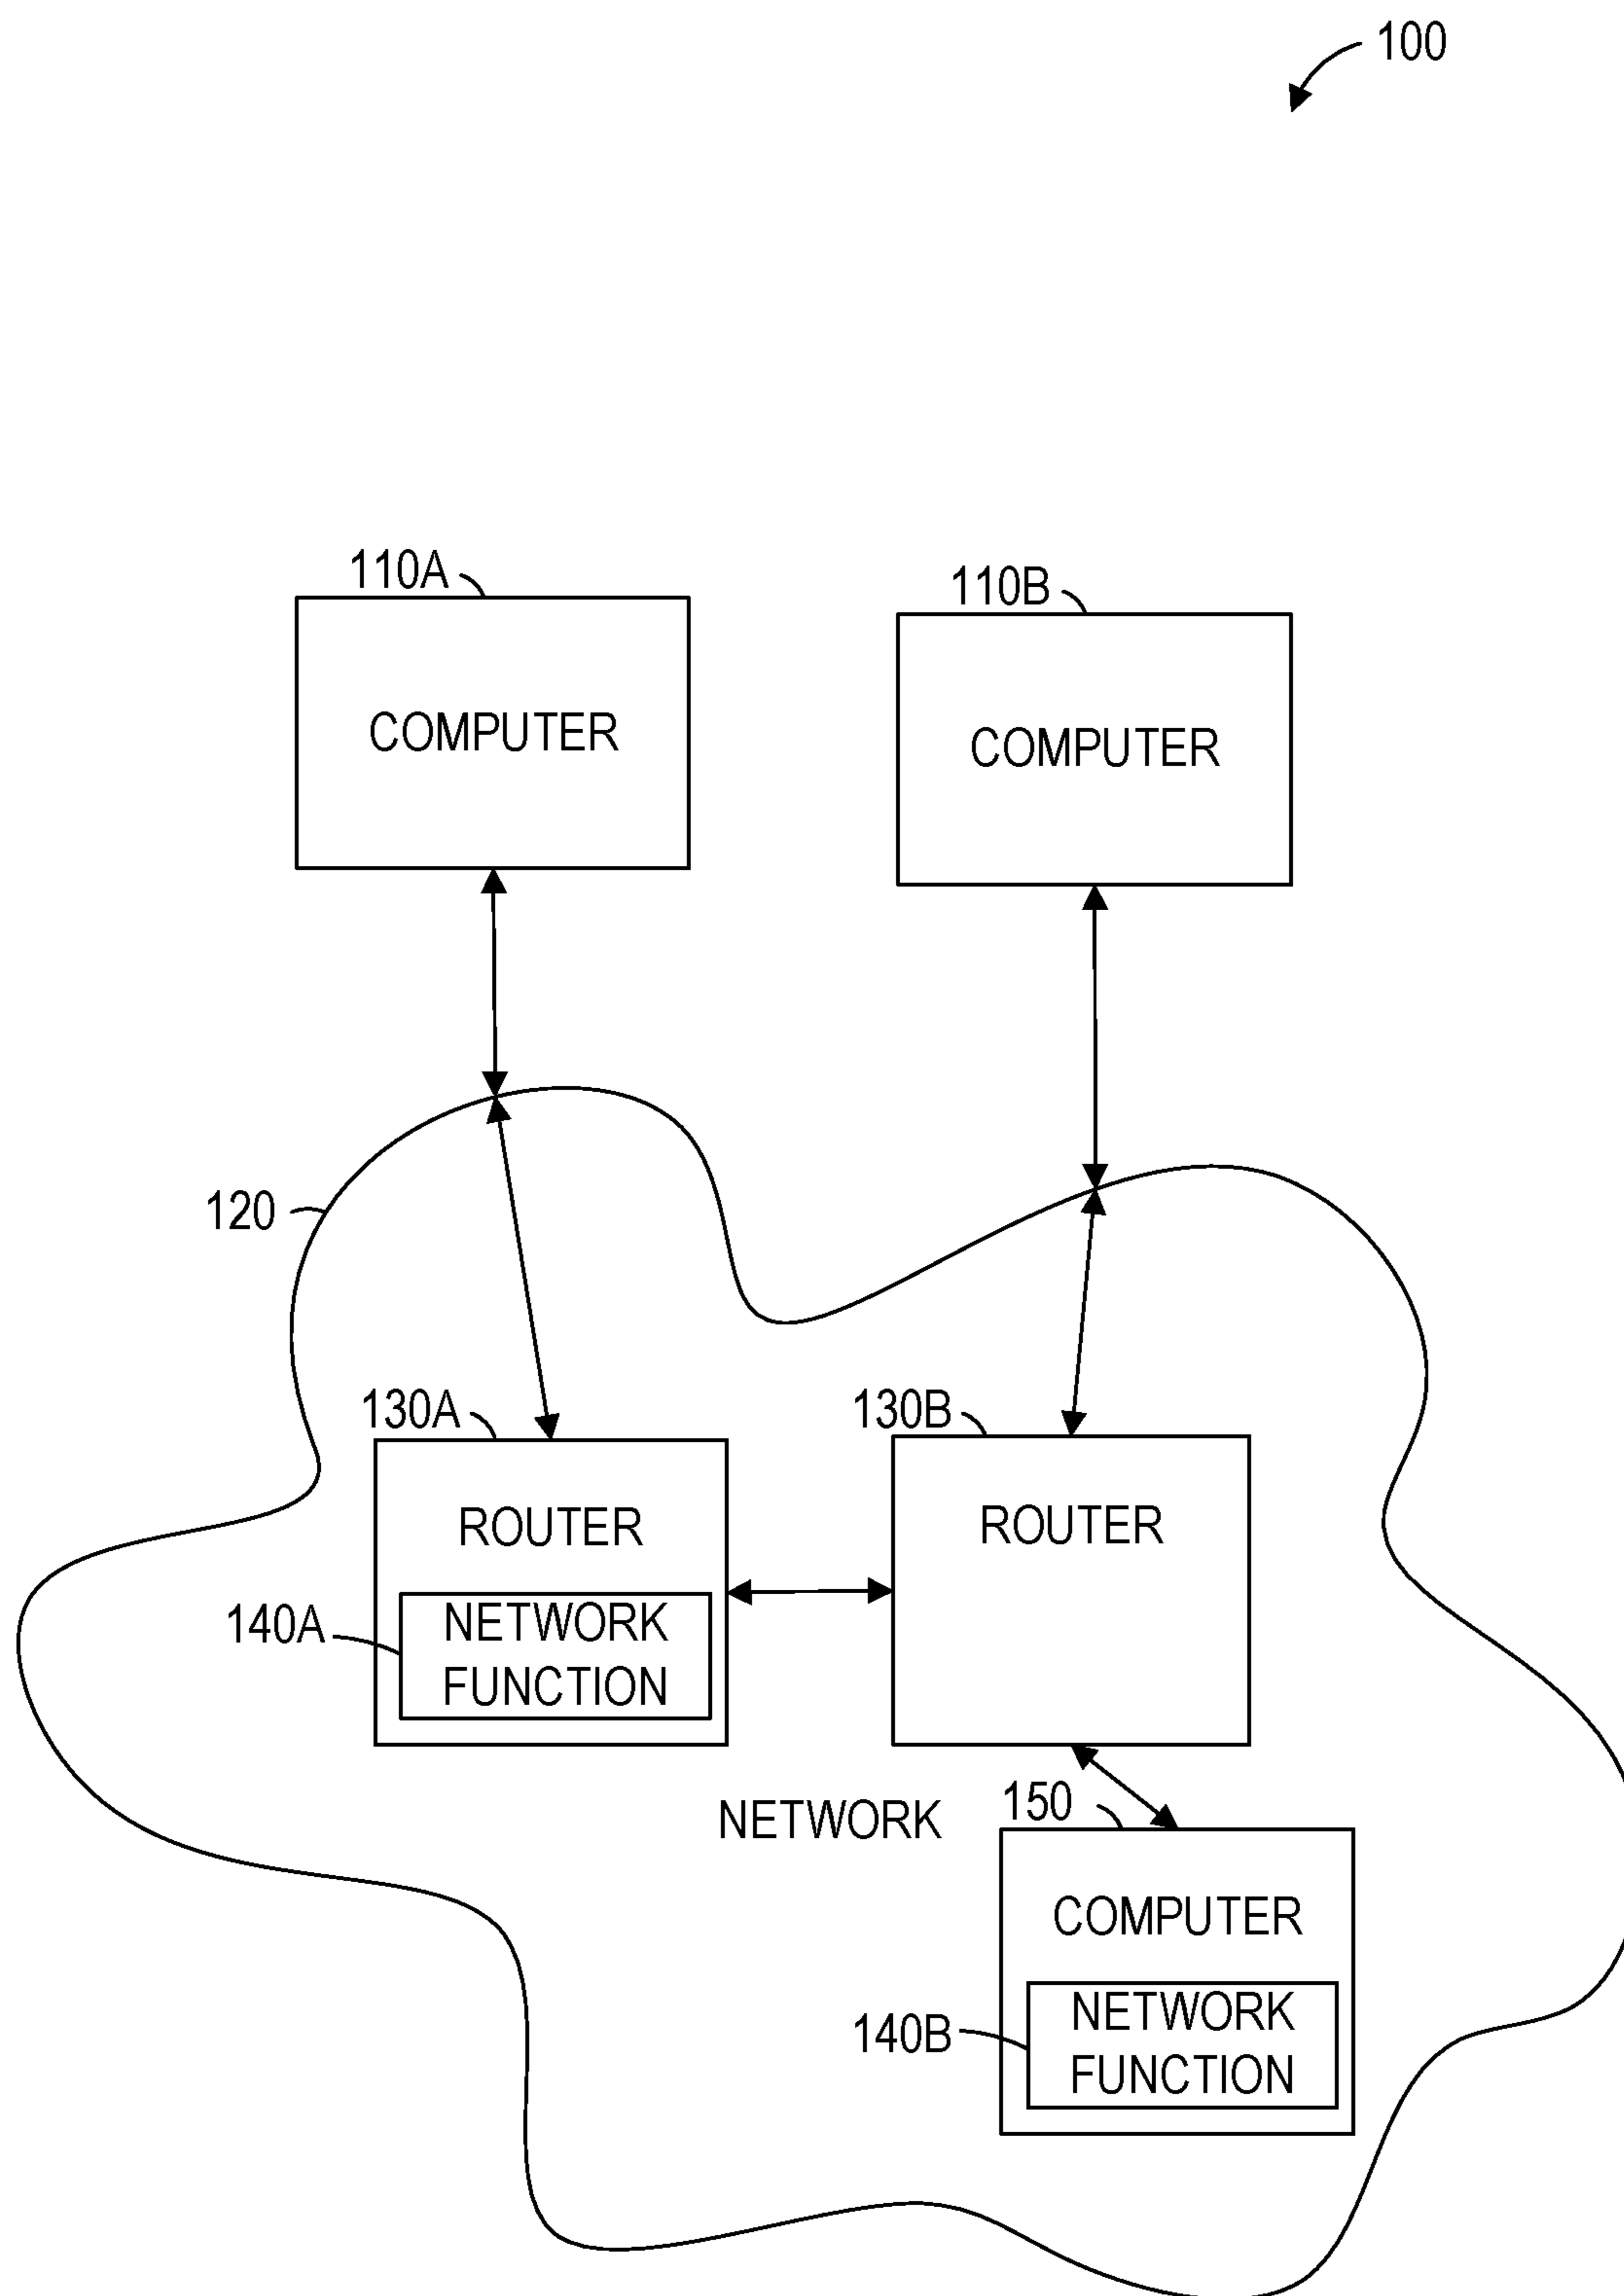 100
110A
COMPUTER
110B
COMPUTER
120
130A
ROUTER
140A
NETWORK
FUNCTION
130B
ROUTER
NETWORK
150
COMPUTER
140B
NETWORK
FUNCTION